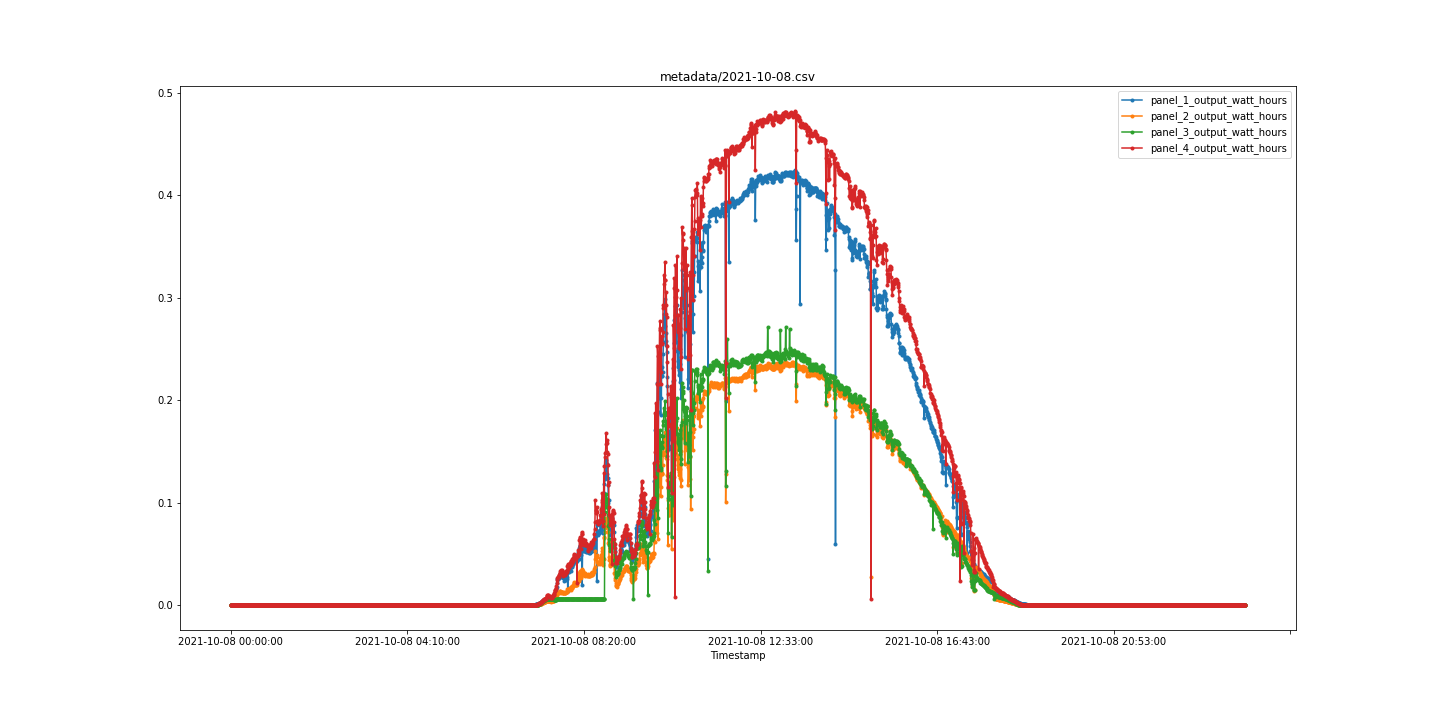 metadata/2021-10-08.csv
panel_1_output_watt_hours
panel_2_output_watt_hours
panel_3_output_watt_hours
panel_4_output_watt_hours
0.5
0.4
0.3
0.2
0.1
0.0
2021-10-08 00:00:00 2021-10-08 04:10:00 2021-10-08 08:20:00 2021-10-08 12:33:00 2021-10-08 16:43:00 2021-10-08 20:53:00
Timestamp